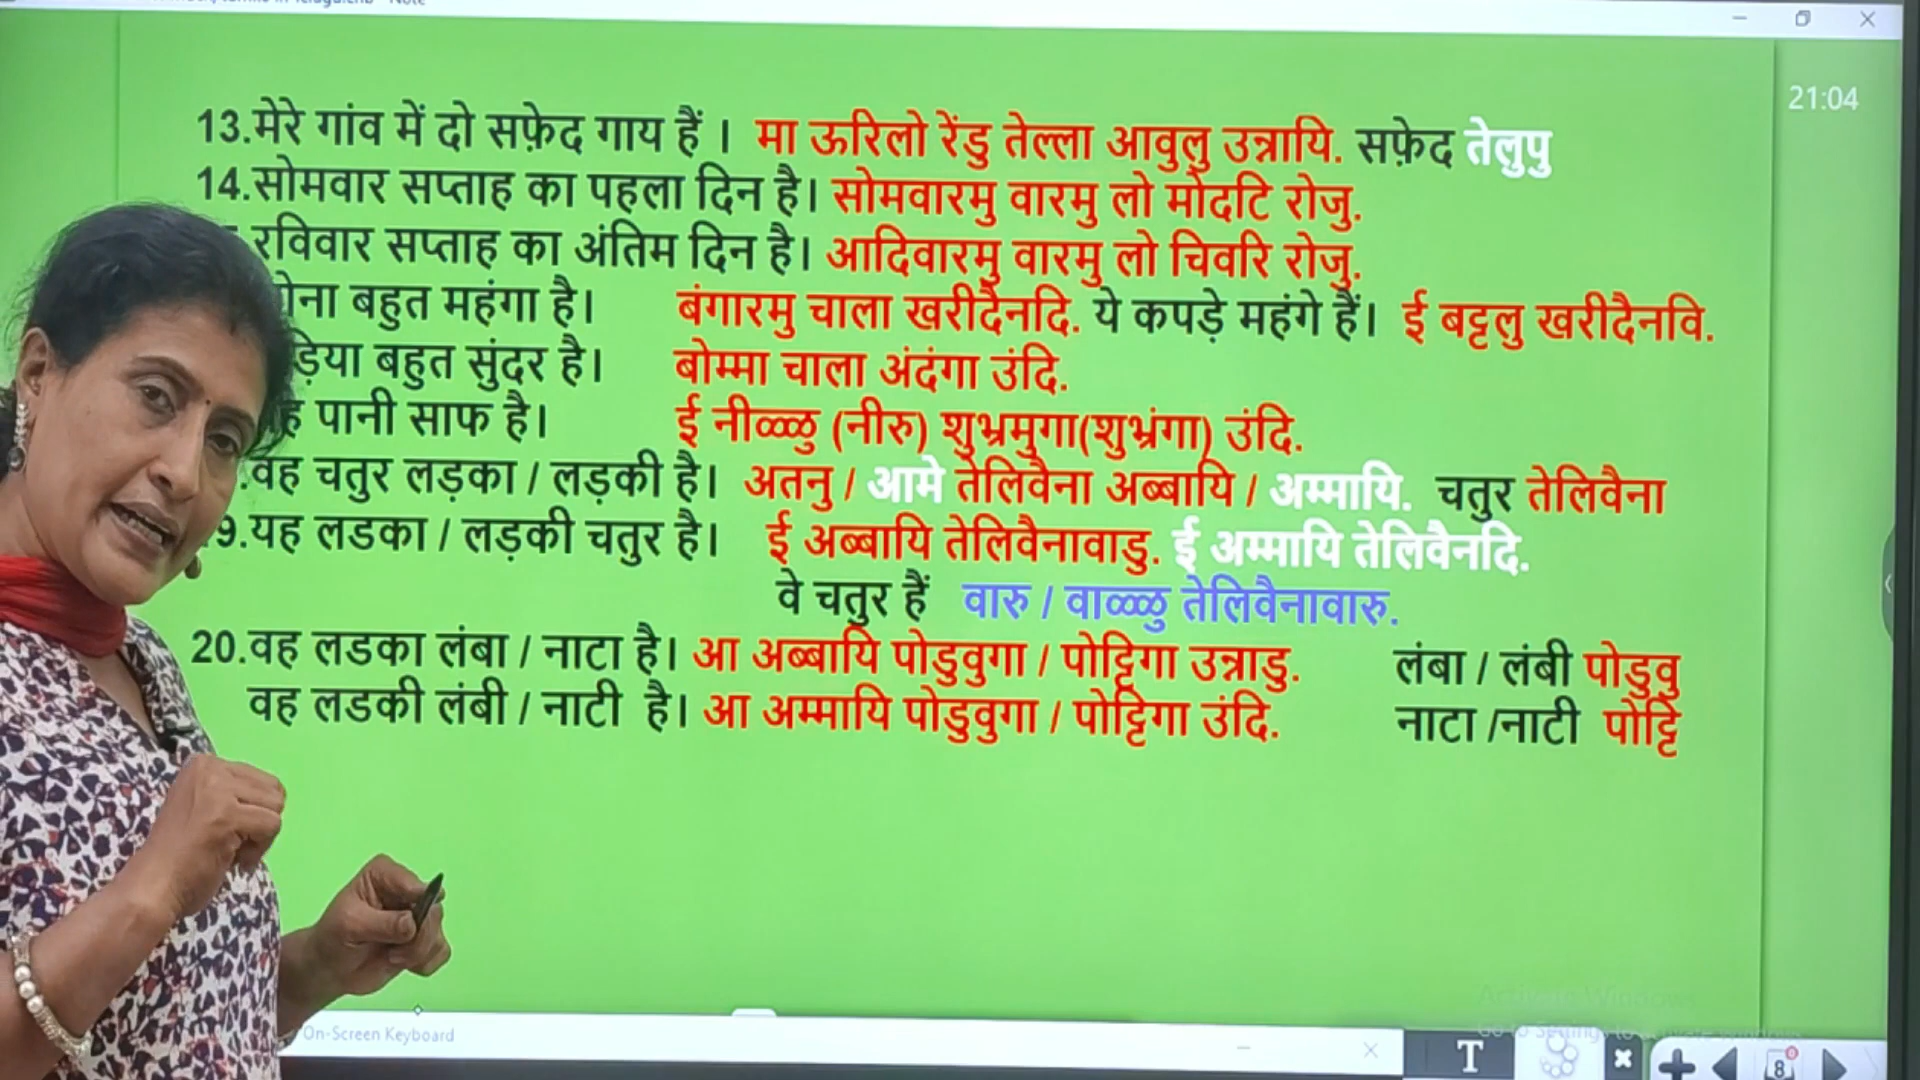 Note
21:04
13.मेरे गांव में दो सफ़ेद गाय हैं । मा ऊरिलो रेंडु तेल्ला आवुलु उन्नायि. सफ़ेद तेलुपु
14.सोमवार सप्ताह का पहला दिन है। सोमवारमु वारमु लो मोदटि रोजु.
रविवार सप्ताह का अंतिम दिन है। आदिवारमु वारमु लो चिवरि रोजु.
बहुत महंगा है। बंगारमु चाला खरीदैनदि. ये कपड़े महंगे हैं। ई बट्टलु खरीदैनवि.
बहुत सुंदर है। बोम्मा चाला अंदंगा उंदि.
पानी साफ है। ई नीळ्ळु (नीरु) शुभ्रमुगा(शुभ्रंगा) उंदि.
.वह चतुर लड़का / लड़की है। अतनु / आमे तेलिवैना अब्बायि / अम्मायि. चतुर तेलिवैना
9.यह लडका / लड़की चतुर है। ई अब्बायि तेलिवैनावाडु. ई अम्मायि तेलिवैनदि.
वे चतुर हैं वारु / वाळ्ळु तेलिवैनावारु.
20.वह लडका लंबा / नाटा है। आ अब्बायि पोडुवुगा / पोट्टिगा उन्नाडु. लंबा / लंबी पोडुवु
वह लडकी लंबी / नाटी है। आ अम्मायि पोडुवुगा / पोट्टिगा उंदि. नाटा /नाटी पोट्टि
On-Screen Keyboard
T
8